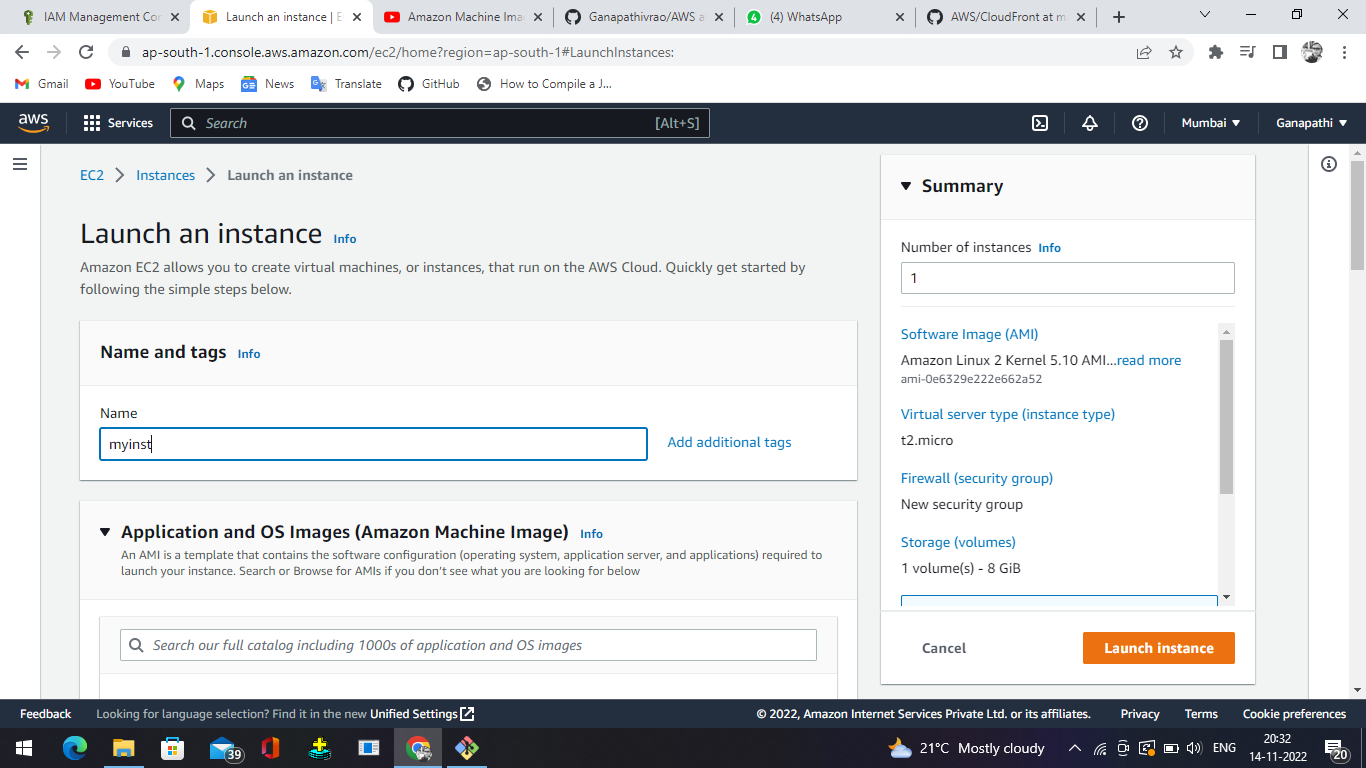 IAM Management Cor
Launch an instance | E
Amazon Machine Ima
Ganapathivrao/AWS a
(4) WhatsApp
AWS/CloudFront at m
ap-south-1.console.aws.amazon.com/ec2/home?region=ap-south-1#LaunchInstances:
Gmail
YouTube
Maps
News
Translate
GitHub
How to Compile a J...
aws
Services
Search
[Alt+S]
Mumbai
Ganapathi
EC2
Instances
Launch an instance
Launch an instance Info
Amazon EC2 allows you to create virtual machines, or instances, that run on the AWS Cloud. Quickly get started by
following the simple steps below.
Name and tags Info
Name
myinst
Add additional tags
Application and OS Images (Amazon Machine Image) Info
An AMI is a template that contains the software configuration (operating system, application server, and applications) required to
launch your instance. Search or Browse for AMIs if you don't see what you are looking for below
Search our full catalog including 1000s of application and OS images
Summary
Number of instances Info
1
Software Image (AMI)
Amazon Linux 2 Kernel 5.10 AMI...read more
ami-0e6329e222e662a52
Virtual server type (instance type)
t2.micro
Firewall (security group)
New security group
Storage (volumes)
1 volume(s) - 8 GiB
Cancel
Launch instance
Feedback
Looking for language selection? Find it in the new Unified Settings
© 2022, Amazon Internet Services Private Ltd. or its affiliates.
Privacy
Terms
Cookie preferences
39
21°C Mostly cloudy
ENG
20:32
14-11-2022
20